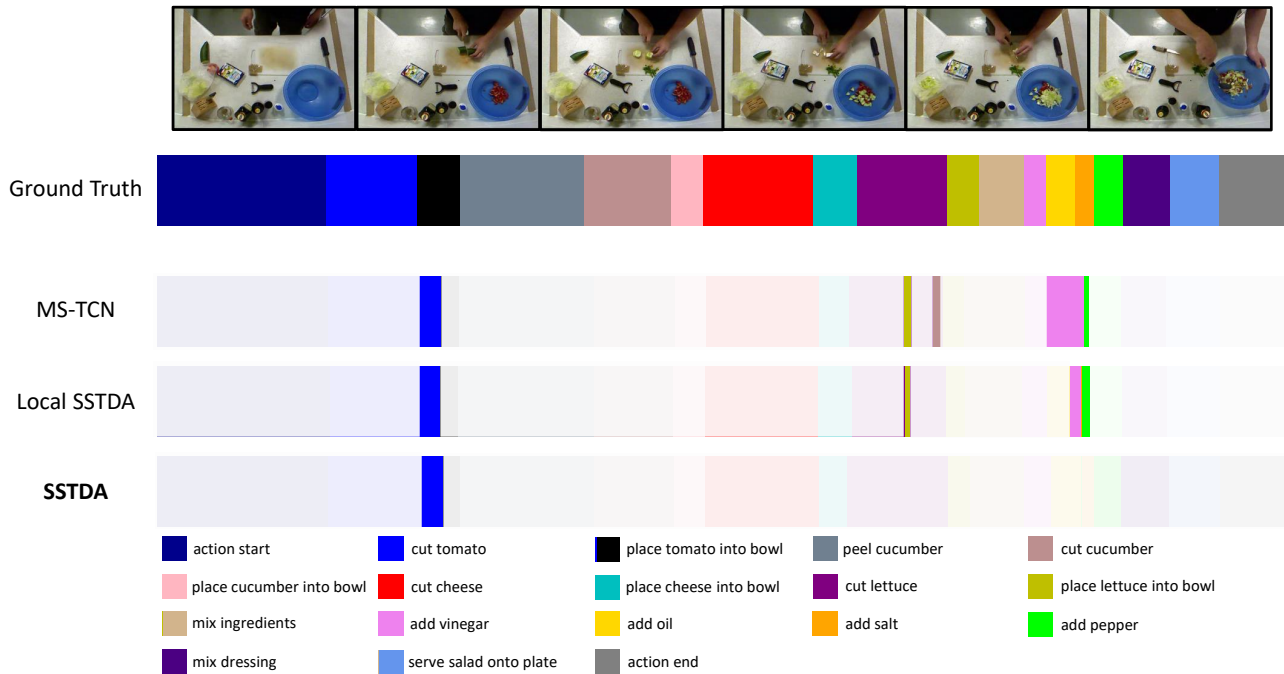 Ground Truth
MS-TCN
Local SSTDA
SSTDA
action start cut tomato place tomato into bowl peel cucumber cut cucumber
place cucumber into bowl cut cheese place cheese into bowl cut lettuce place lettuce into bowl
mix ingredients add vinegar add oil add salt add pepper
mix dressing serve salad onto plate action end